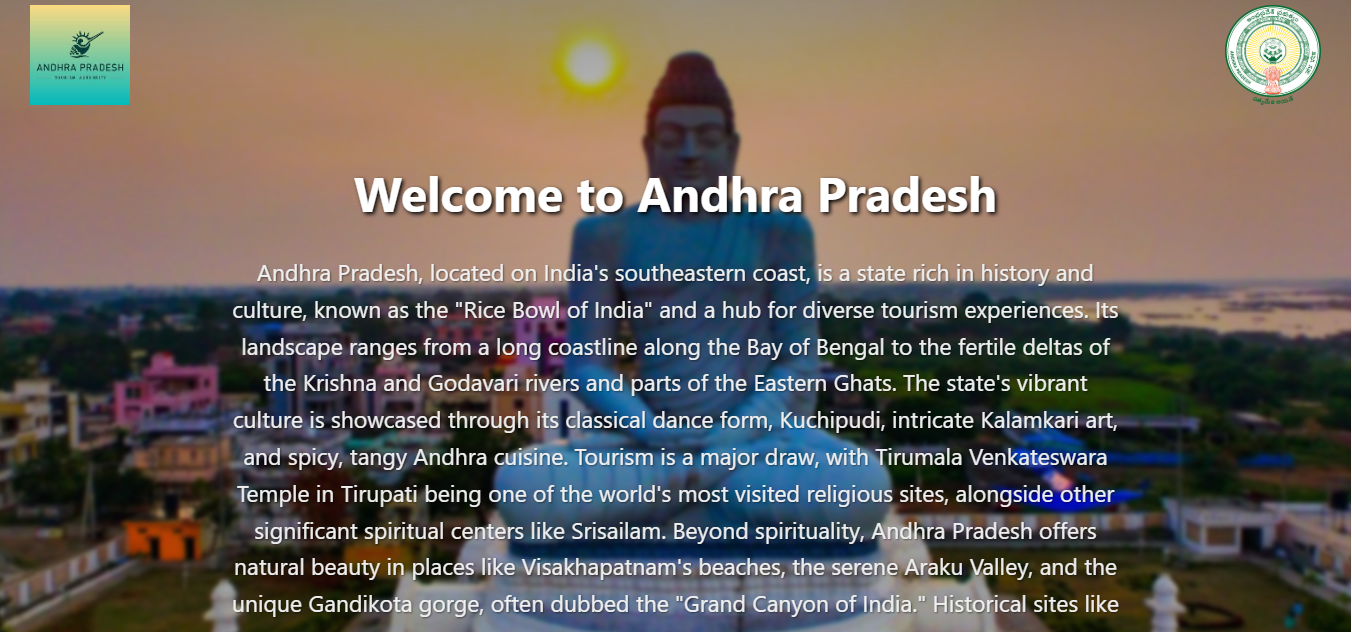 ANDHRA PRADESH
TOURISM AUTHORITY
Welcome to Andhra Pradesh
Andhra Pradesh, located on India's southeastern coast, is a state rich in history and
culture, known as the "Rice Bowl of India" and a hub for diverse tourism experiences. Its
landscape ranges from a long coastline along the Bay of Bengal to the fertile deltas of
the Krishna and Godavari rivers and parts of the Eastern Ghats. The state's vibrant
culture is showcased through its classical dance form, Kuchipudi, intricate Kalamkari art,
and spicy, tangy Andhra cuisine. Tourism is a major draw, with Tirumala Venkateswara
Temple in Tirupati being one of the world's most visited religious sites, alongside other
significant spiritual centers like Srisailam. Beyond spirituality, Andhra Pradesh offers
natural beauty in places like Visakhapatnam's beaches, the serene Araku Valley, and the
unique Gandikota gorge, often dubbed the "Grand Canyon of India." Historical sites like